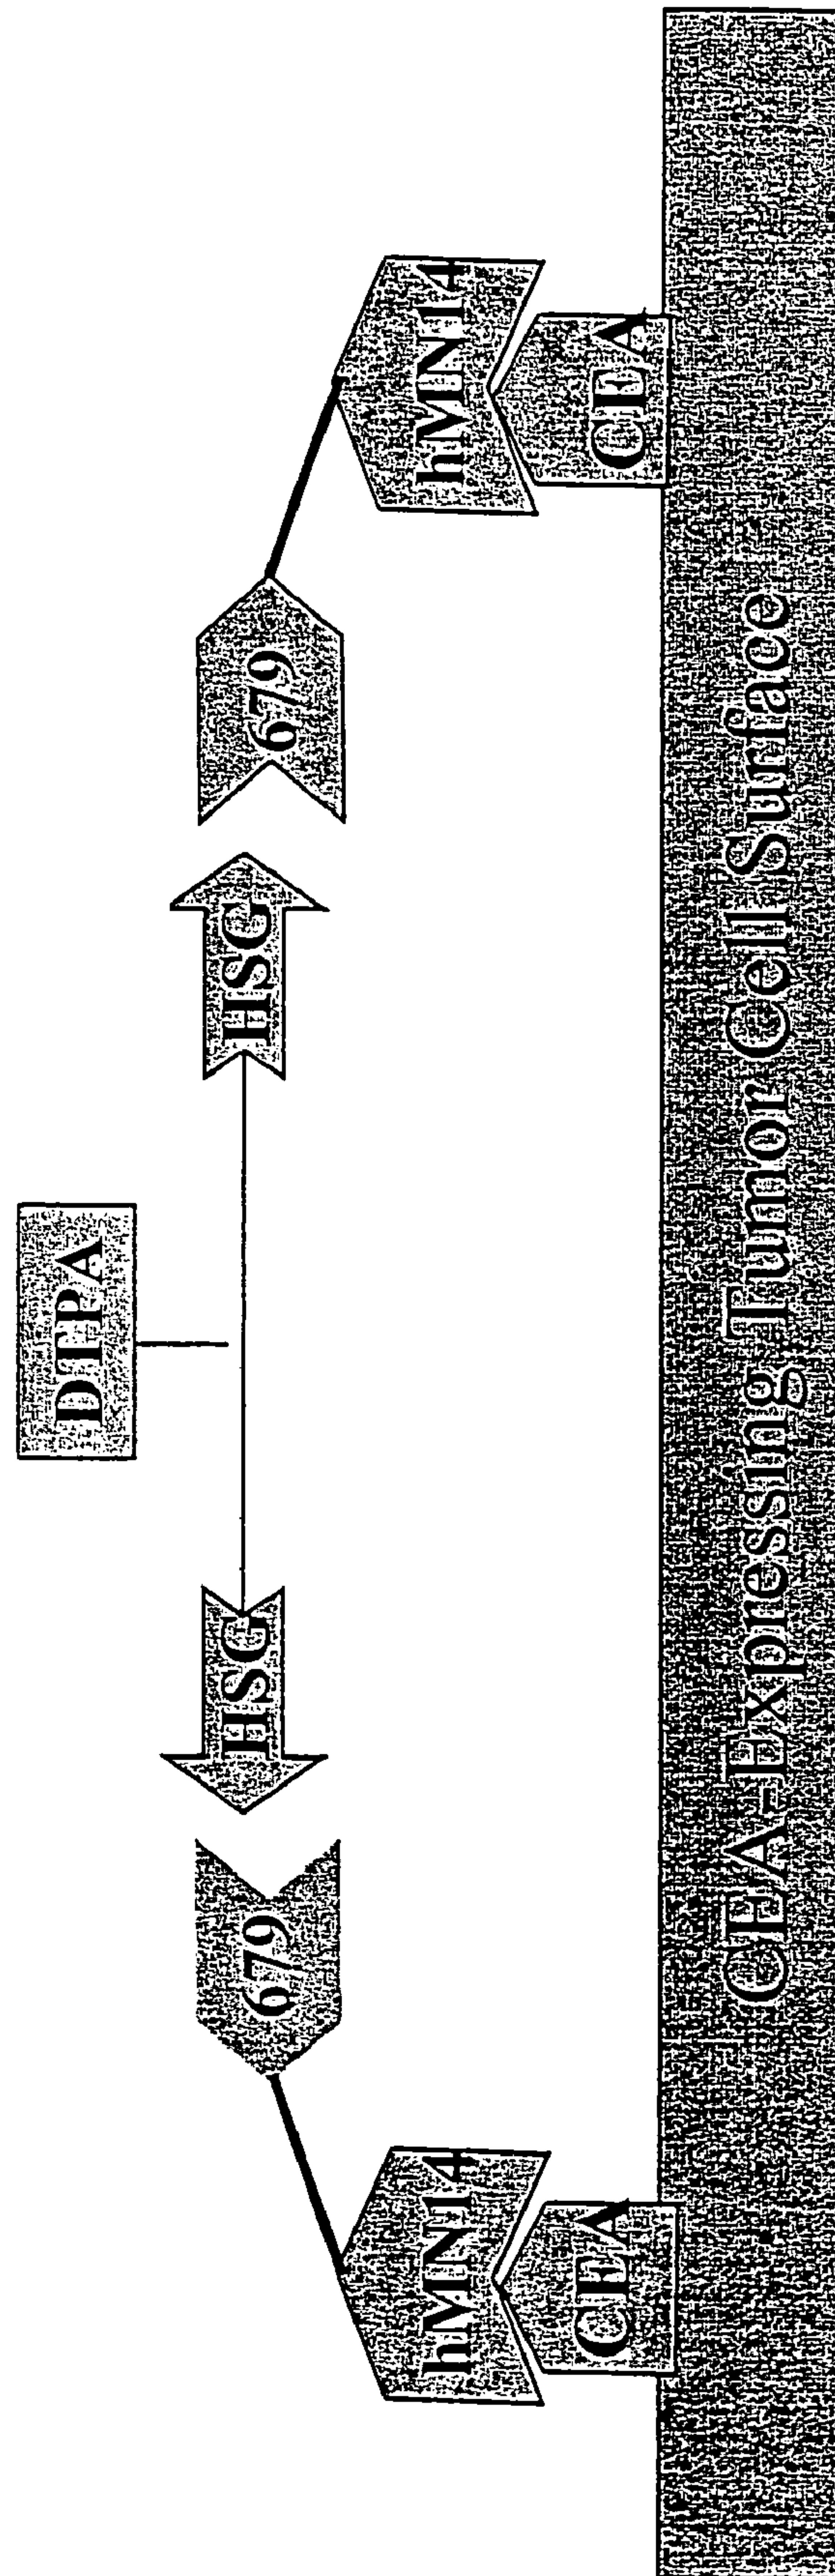 DTPA
679
HSG
HSG
679
hMN14
hMN14
CEA
CEA
CEA-Expressing Tumor Cell Surface